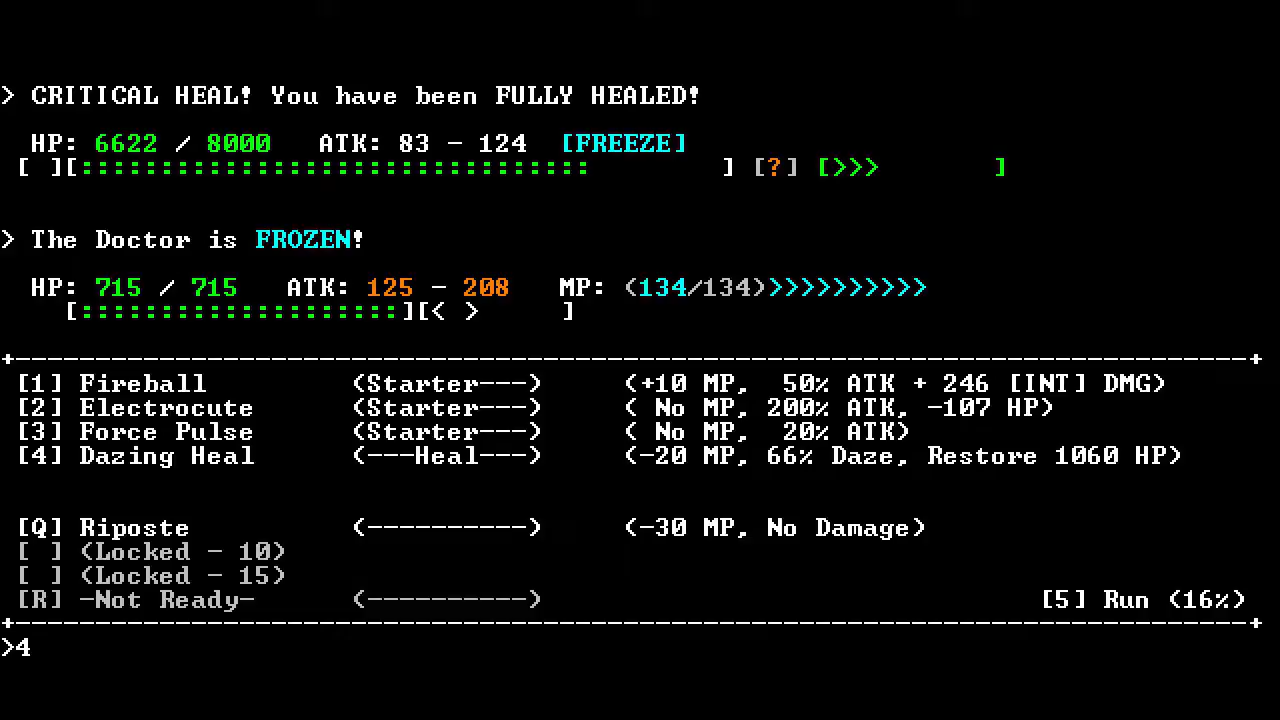 > CRITICAL HEAL! You have been FULLY HEALED!
HP: 6622 / 8000   ATK: 83 - 124  [FREEZE]
[ ][::::::::::::::::::::::::::::::::         ] [?] [>>>       ]
> The Doctor is FROZEN!
HP: 715 / 715   ATK: 125 - 208   MP: (134/134)>>>>>>>>>>
[::::::::::::::::::::][< >     ]
+-----------------------------------------------------------------------------+
[1] Fireball         (Starter---)     (+10 MP,  50% ATK + 246 [INT] DMG)
[2] Electrocute      (Starter---)     ( No MP, 200% ATK, -107 HP)
[3] Force Pulse      (Starter---)     ( No MP,  20% ATK)
[4] Dazing Heal      (---Heal---)     (-20 MP, 66% Daze, Restore 1060 HP)
[Q] Riposte          (----------)     (-30 MP, No Damage)
[ ] (Locked - 10)
[ ] (Locked - 15)
[R] -Not Ready-      (----------)                               [5] Run (16%)
+-----------------------------------------------------------------------------+
>4